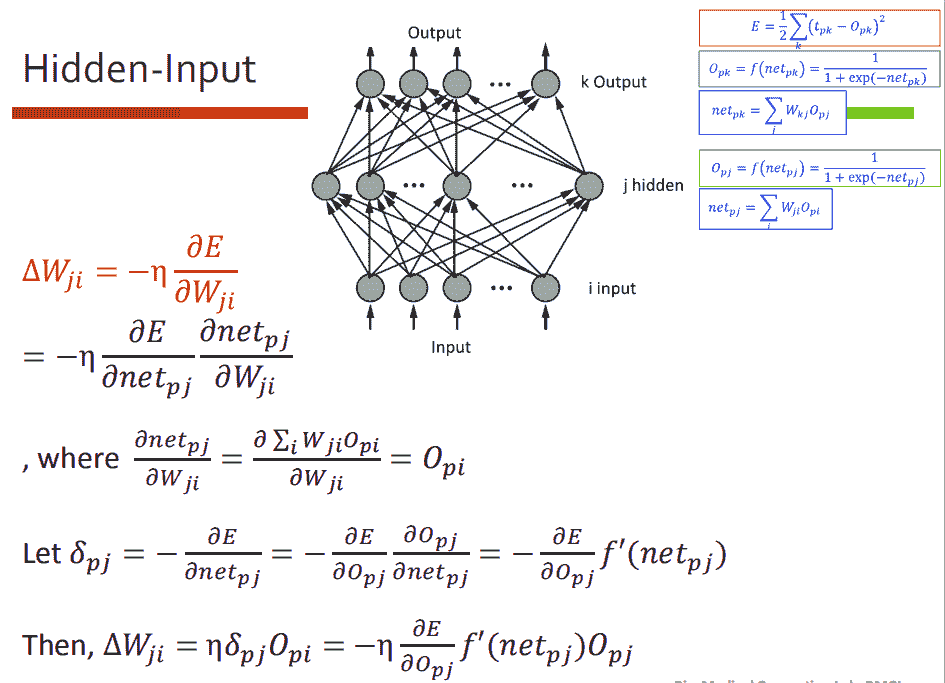 Hidden-Input
Output
k Output
··· 
··· ···
j hidden
···
i input
Input
E = 1/2 ∑_k (t_pk − O_pk)^2
O_pk = f(net_pk) = 1/(1 + exp(−net_pk))
net_pk = ∑_j W_kj O_pj
O_pj = f(net_pj) = 1/(1 + exp(−net_pj))
net_pj = ∑_i W_ji O_pi
ΔW_ji = −η ∂E/∂W_ji
= −η ∂E/∂net_pj ∂net_pj/∂W_ji
, where ∂net_pj/∂W_ji = ∂ ∑_i W_ji O_pi/∂W_ji = O_pi
Let δ_pj = − ∂E/∂net_pj = − ∂E/∂O_pj ∂O_pj/∂net_pj = − ∂E/∂O_pj f′(net_pj)
Then, ΔW_ji = ηδ_pj O_pi = −η ∂E/∂O_pj f′(net_pj)O_pj